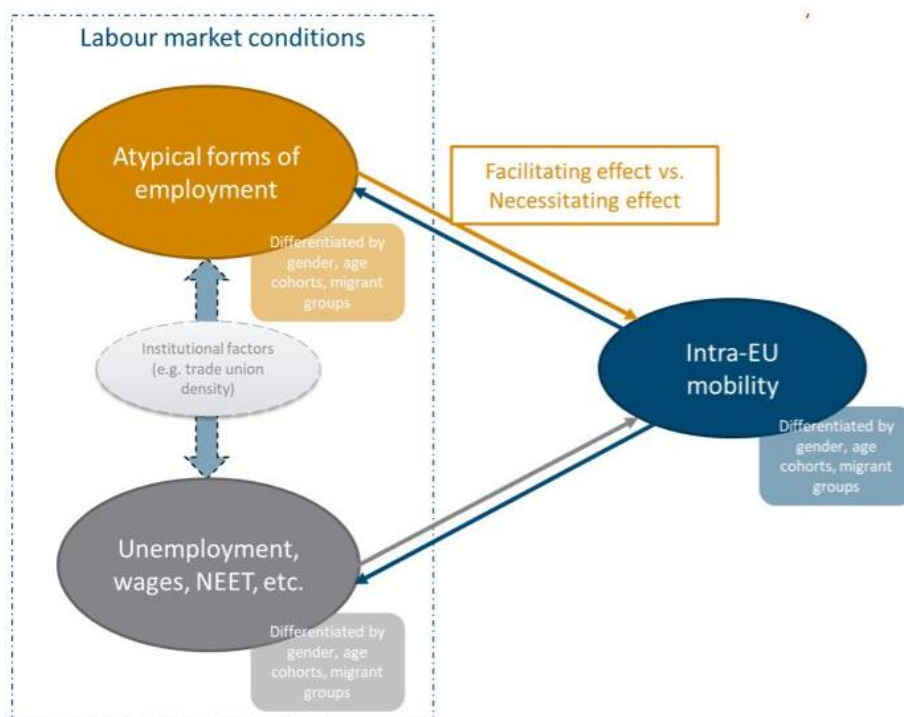 Labour market conditions
Atypical forms of
employment
Differentiated by
gender, age
cohorts, migrant
groups
Facilitating effect vs.
Necessitating effect
Institutional factors
(e.g. trade union
density)
Intra-EU
mobility
Differentiated by
gender, age
cohorts, migrant
groups
Unemployment,
wages, NEET, etc.
Differentiated by
gender, age
cohorts, migrant
groups